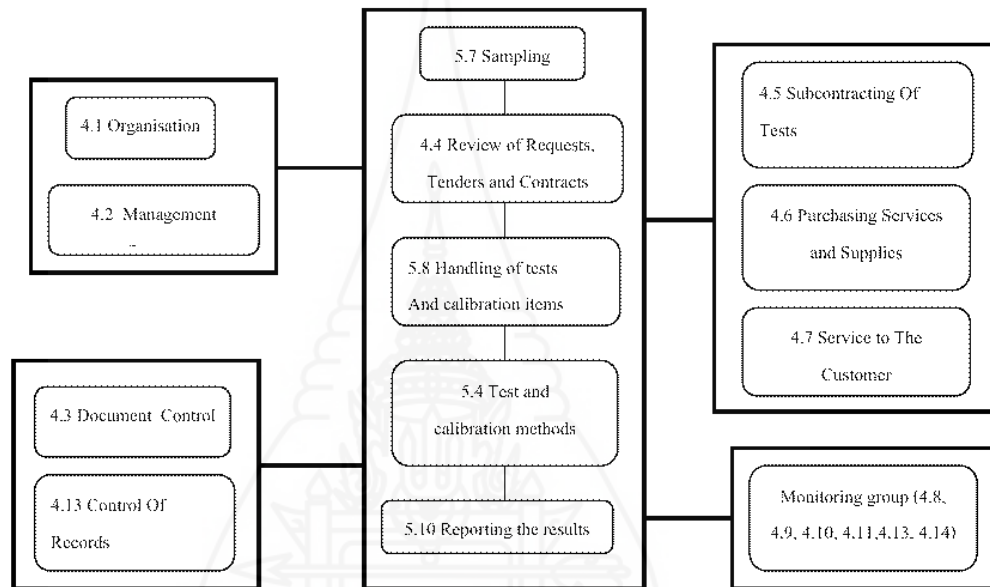 4.1 Organisation
4.2 Management
4.3 Document Control
4.13 Control Of
Records
5.7 Sampling
4.4 Review of Requests,
Tenders and Contracts
5.8 Handling of tests
And calibration items
5.4 Test and
calibration methods
5.10 Reporting the results
4.5 Subcontracting Of
Tests
4.6 Purchasing Services
and Supplies
4.7 Service to The
Customer
Monitoring group (4.8,
4.9, 4.10, 4.11,4.13, 4.14)